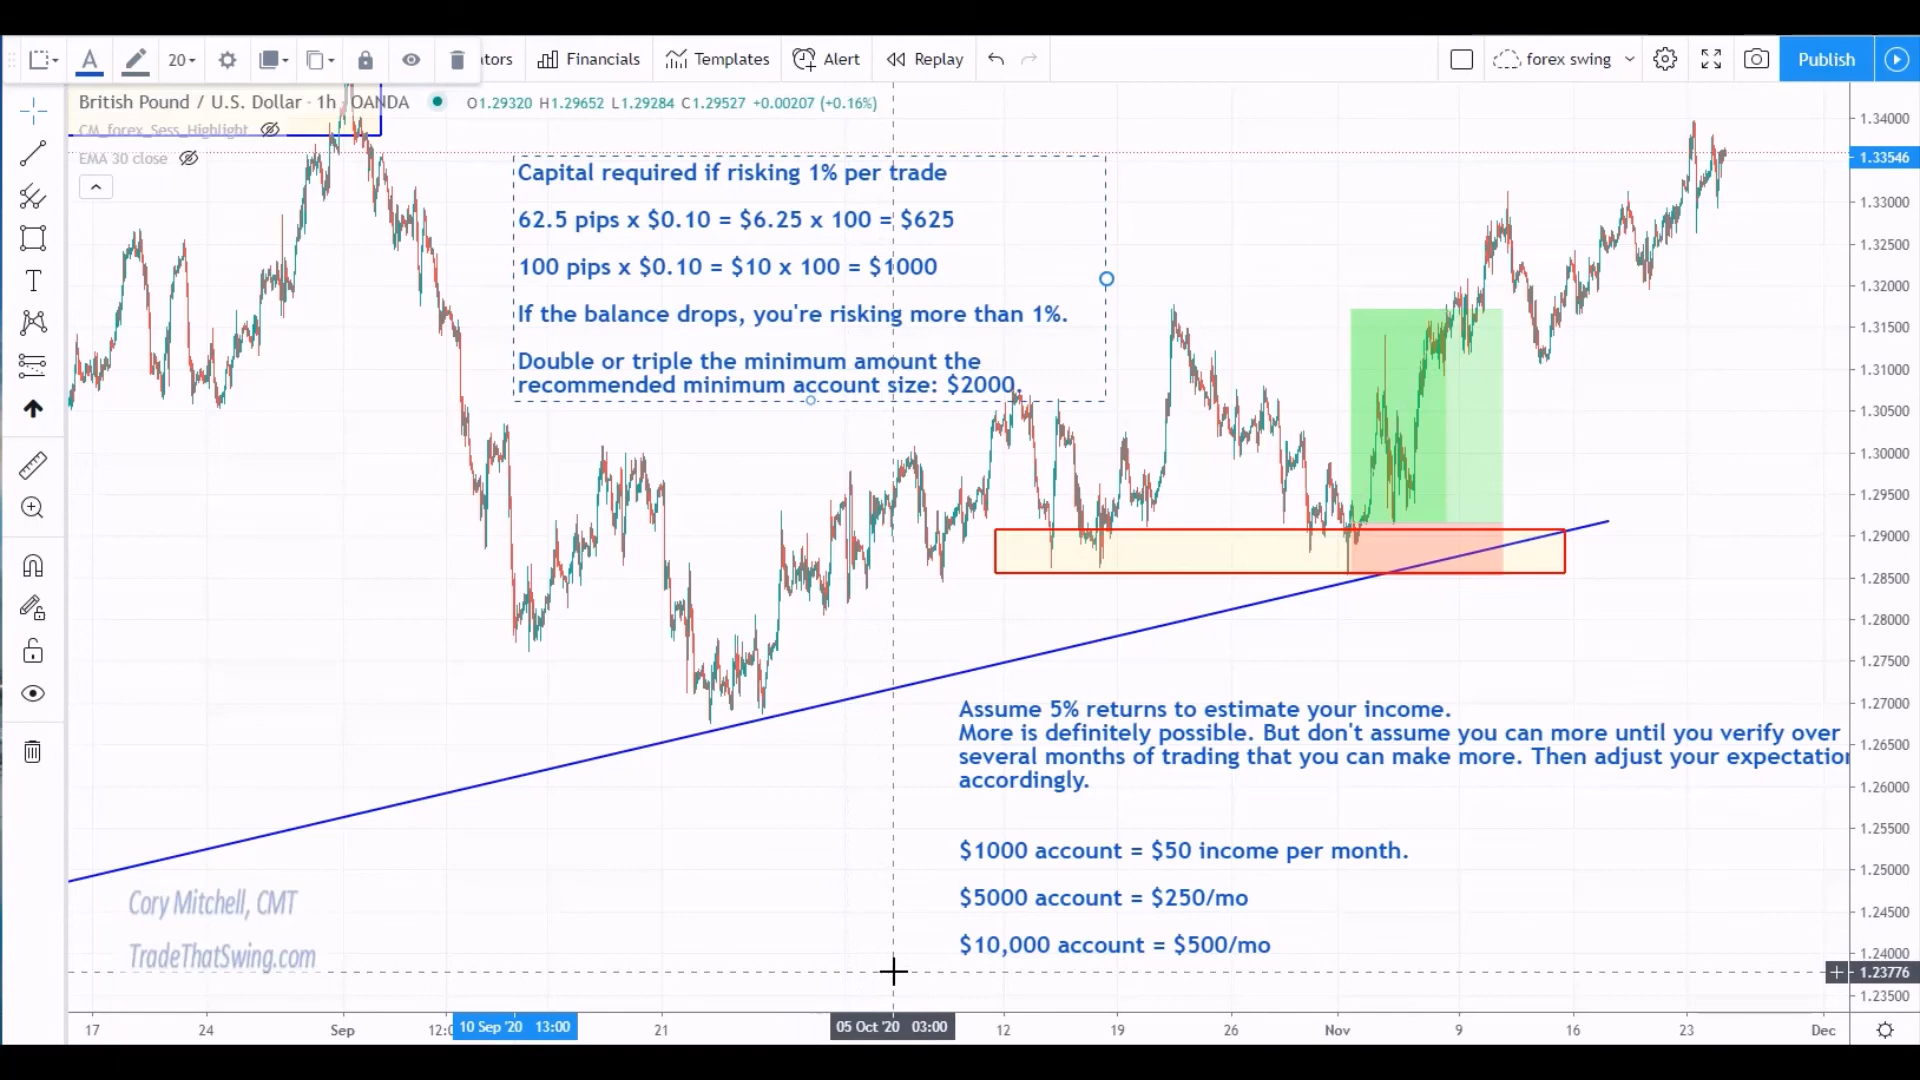 20
tors
Financials
Templates
Alert
Replay
forex swing
Publish
British Pound / U.S. Dollar · 1h · OANDA
O1.29320 H1.29652 L1.29284 C1.29527 +0.00207 (+0.16%)
CM_forex_Sess_Highlight
EMA 30 close
Capital required if risking 1% per trade
62.5 pips x $0.10 = $6.25 x 100 = $625
100 pips x $0.10 = $10 x 100 = $1000
If the balance drops, you're risking more than 1%.
Double or triple the minimum amount the
recommended minimum account size: $2000.
Assume 5% returns to estimate your income.
More is definitely possible. But don't assume you can more until you verify over
several months of trading that you can make more. Then adjust your expectation
accordingly.
$1000 account = $50 income per month.
$5000 account = $250/mo
$10,000 account = $500/mo
Cory Mitchell, CMT
TradeThatSwing.com
1.34000
1.33546
1.33000
1.32500
1.32000
1.31500
1.31000
1.30500
1.30000
1.29500
1.29000
1.28500
1.28000
1.27500
1.27000
1.26500
1.26000
1.25500
1.25000
1.24500
1.24000
1.23776
1.23500
17
24
Sep
12:0
10 Sep '20 13:00
21
05 Oct '20 03:00
12
19
26
Nov
9
16
23
Dec